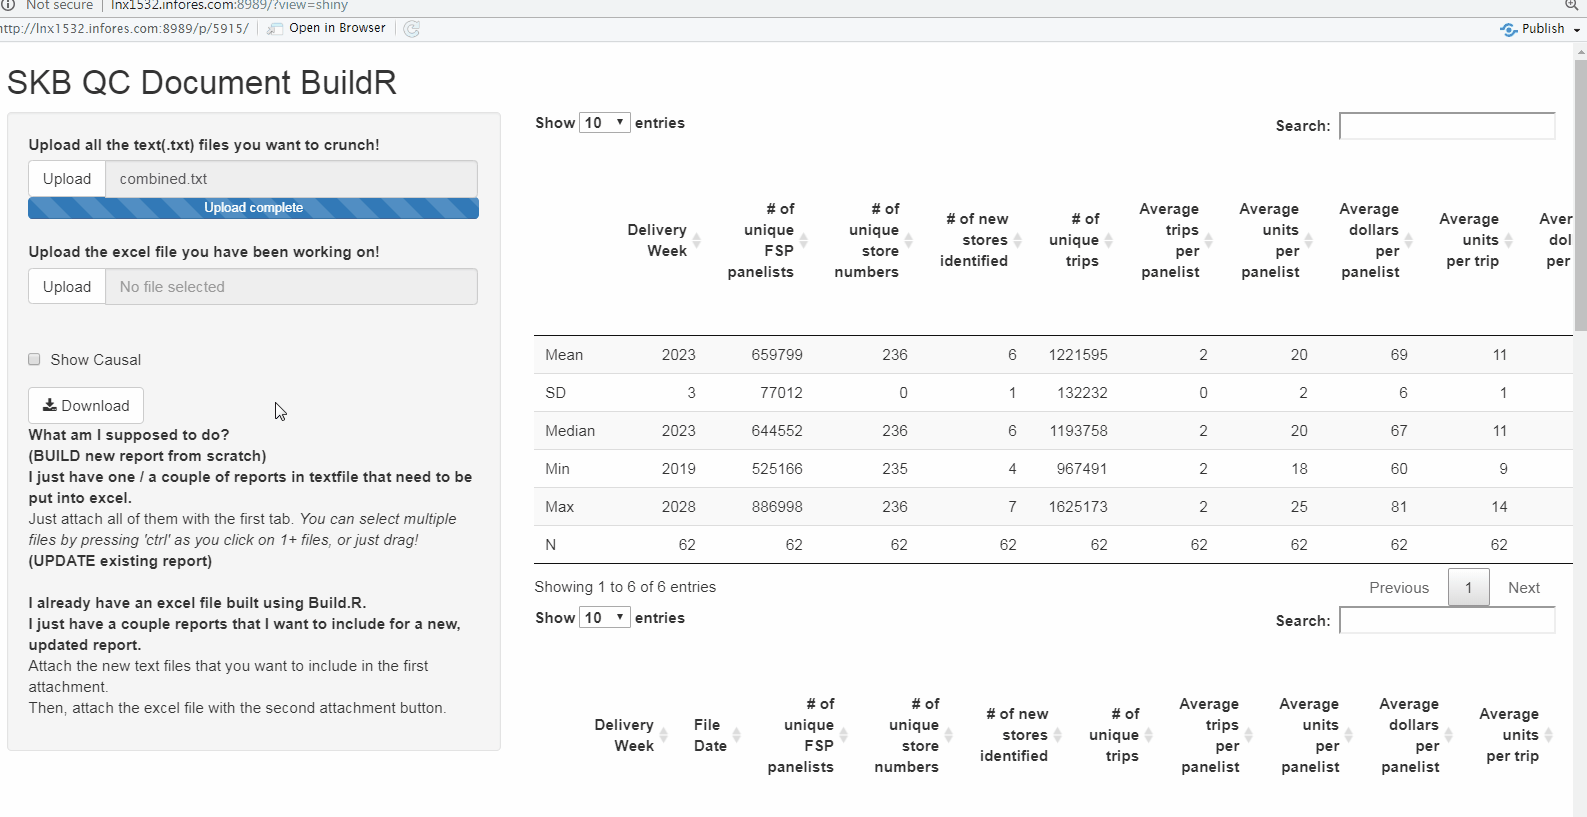 Not secure | lnx1532.infores.com:8989/?view=shiny
http://lnx1532.infores.com:8989/p/5915/ Open in Browser Publish
SKB QC Document BuildR
Upload all the text(.txt) files you want to crunch!
Upload combined.txt
Upload complete
Upload the excel file you have been working on!
Upload No file selected
Show Causal
Download
What am I supposed to do?
(BUILD new report from scratch)
I just have one / a couple of reports in textfile that need to be
put into excel.
Just attach all of them with the first tab. You can select multiple
files by pressing 'ctrl' as you click on 1+ files, or just drag!
(UPDATE existing report)
I already have an excel file built using Build.R.
I just have a couple reports that I want to include for a new,
updated report.
Attach the new text files that you want to include in the first
attachment.
Then, attach the excel file with the second attachment button.
Show 10 entries
Search:
Delivery
Week
# of
unique
FSP
panelists
# of
unique
store
numbers
# of new
stores
identified
# of
unique
trips
Average
trips
per
panelist
Average
units
per
panelist
Average
dollars
per
panelist
Average
units
per trip
Aver
dol
per
Mean 2023 659799 236 6 1221595 2 20 69 11
SD 3 77012 0 1 132232 0 2 6 1
Median 2023 644552 236 6 1193758 2 20 67 11
Min 2019 525166 235 4 967491 2 18 60 9
Max 2028 886998 236 7 1625173 2 25 81 14
N 62 62 62 62 62 62 62 62 62
Showing 1 to 6 of 6 entries
Previous 1 Next
Show 10 entries
Search:
Delivery
Week
File
Date
# of
unique
FSP
panelists
# of
unique
store
numbers
# of new
stores
identified
# of
unique
trips
Average
trips
per
panelist
Average
units
per
panelist
Average
dollars
per
panelist
Average
units
per trip